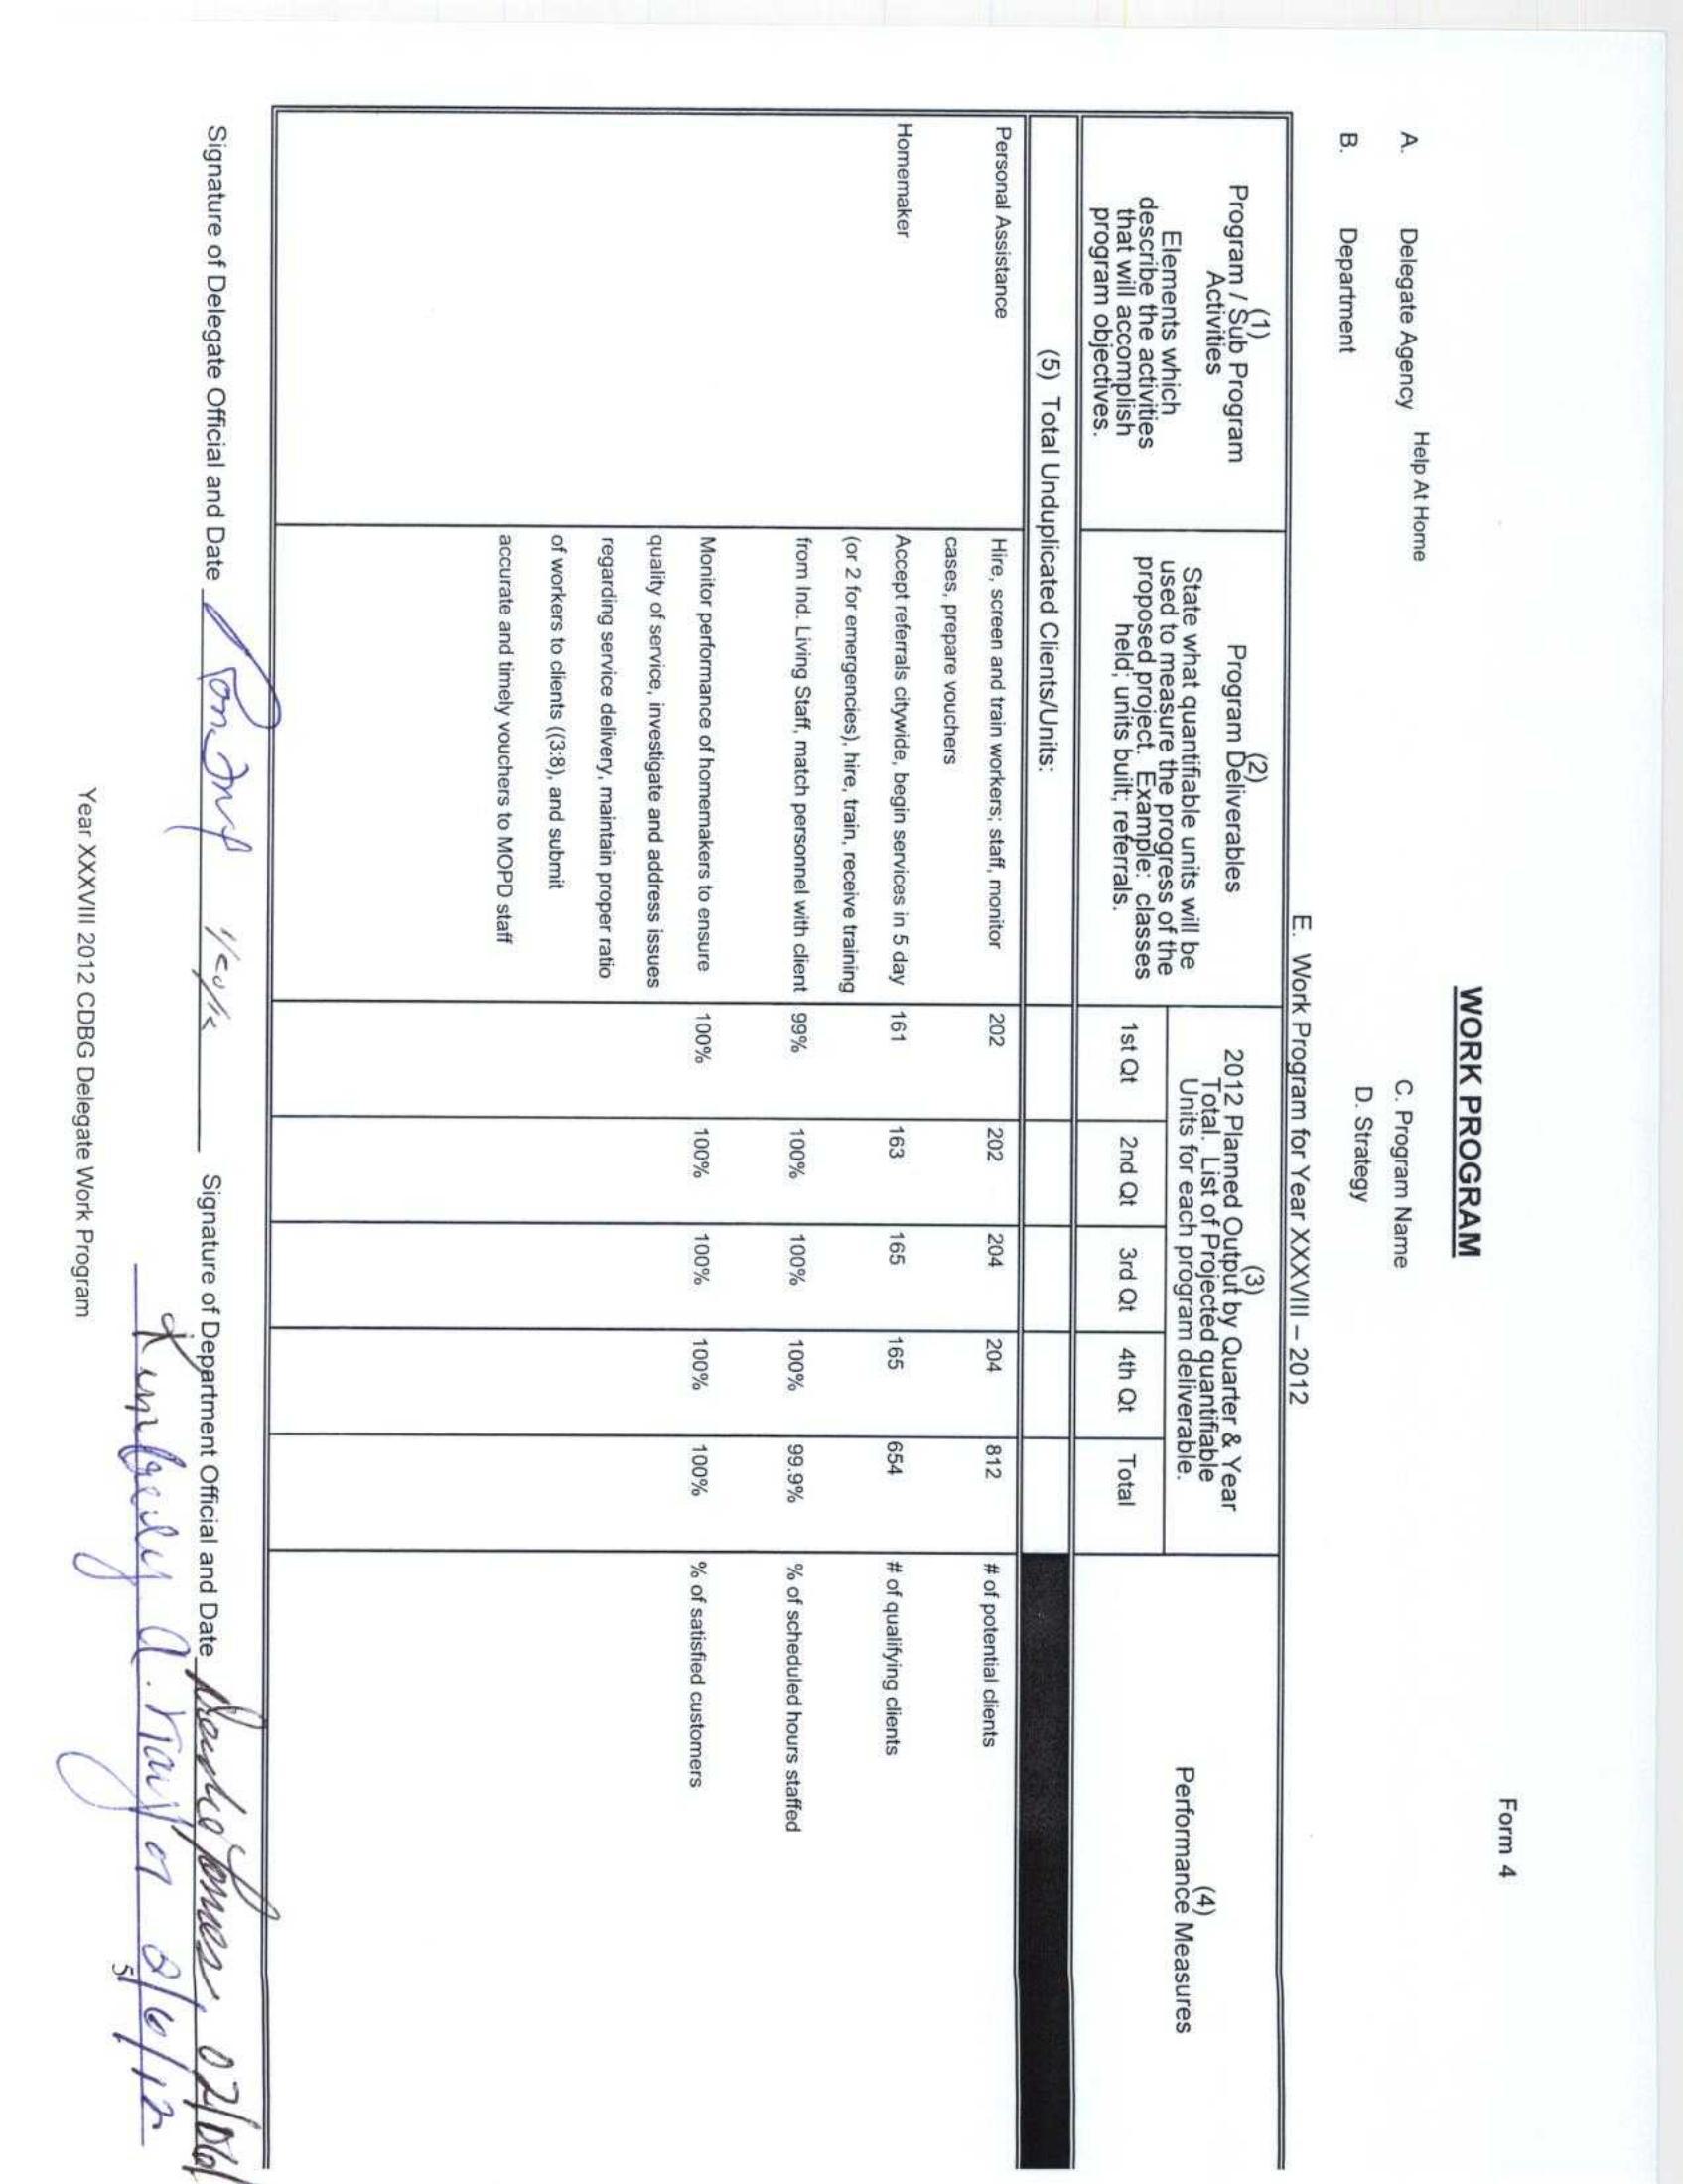 Form 4
WORK PROGRAM
A. Delegate Agency Help At Home C. Program Name
B. Department D. Strategy
E. Work Program for Year XXXVIII – 2012
(1)
Program / Sub Program
Activities
Elements which
describe the activities
that will accomplish
program objectives.
(2)
Program Deliverables
State what quantifiable units will be
used to measure the progress of the
proposed project. Example: classes
held; units built; referrals.
(3)
2012 Planned Output by Quarter & Year
Total. List of Projected quantifiable
Units for each program deliverable.
1st Qt 2nd Qt 3rd Qt 4th Qt Total
(4)
Performance Measures
(5) Total Unduplicated Clients/Units:
Personal Assistance Hire, screen and train workers; staff, monitor 202 202 204 204 812 # of potential clients
cases, prepare vouchers
Homemaker Accept referrals citywide, begin services in 5 day 161 163 165 165 654 # of qualifying clients
(or 2 for emergencies), hire, train, receive training
from Ind. Living Staff, match personnel with client 99% 100% 100% 100% 99.9% % of scheduled hours staffed
Monitor performance of homemakers to ensure 100% 100% 100% 100% 100% % of satisfied customers
quality of service, investigate and address issues
regarding service delivery, maintain proper ratio
of workers to clients ((3:8), and submit
accurate and timely vouchers to MOPD staff
Signature of Delegate Official and Date Signature of Department Official and Date Jones, 02/06/
Kimberly A. Taylor 2/6/12
51
Year XXXVIII 2012 CDBG Delegate Work Program